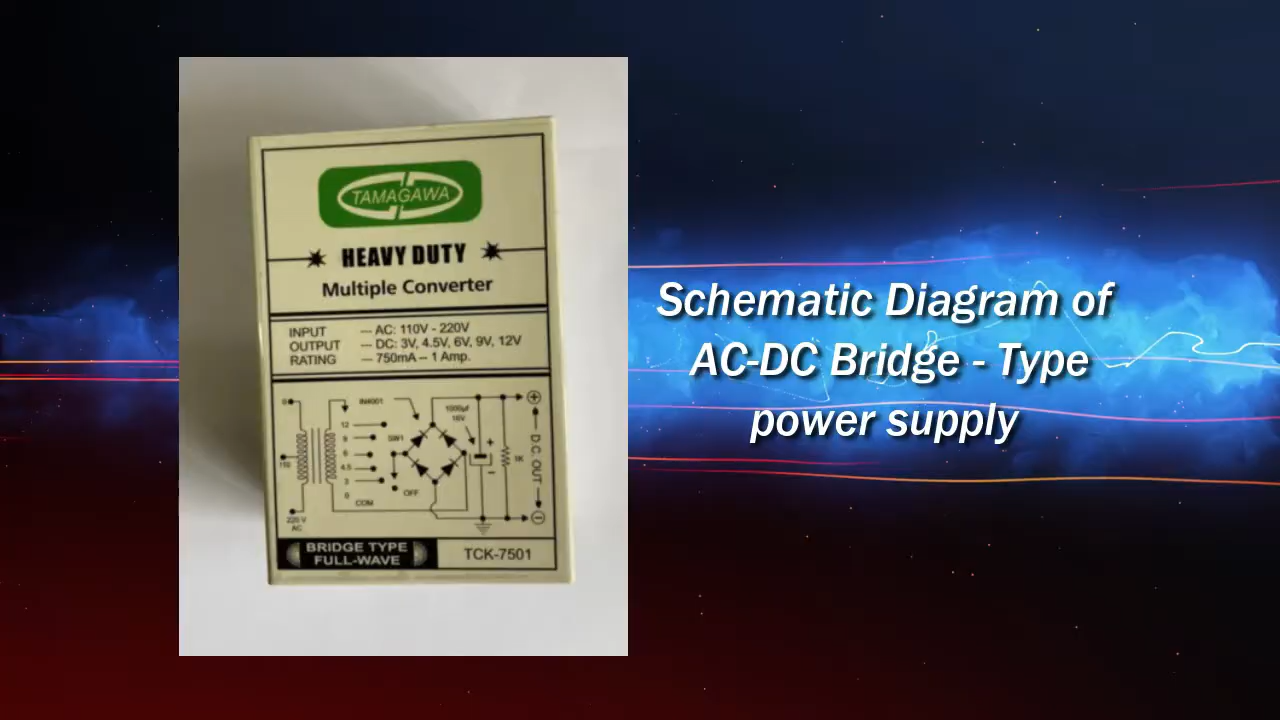 TAMAGAWA
HEAVY DUTY
Multiple Converter
INPUT --- AC: 110V - 220V
OUTPUT --- DC: 3V, 4.5V, 6V, 9V, 12V
RATING --- 750mA -- 1 Amp.
0
IN4001
1000µf
16V
12
9
6
4.5
3
0
SW1
110
+
-
1K
D.C. OUT
OFF
COM
220 V
AC
BRIDGE TYPE
FULL-WAVE
TCK-7501
Schematic Diagram of
AC-DC Bridge - Type
power supply